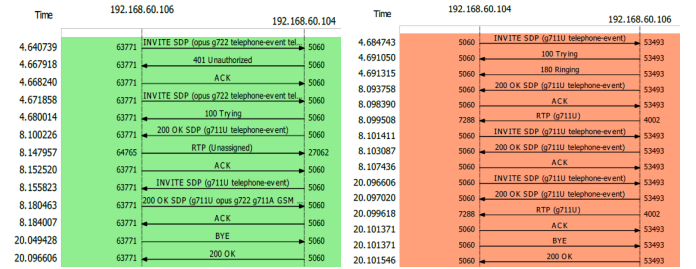 Time 192.168.60.106 192.168.60.104
4.640739 63771 INVITE SDP (opus g722 telephone-event tel... 5060
4.667918 63771 401 Unauthorized 5060
4.668240 63771 ACK 5060
4.671858 63771 INVITE SDP (opus g722 telephone-event tel... 5060
4.680014 63771 100 Trying 5060
8.100226 63771 200 OK SDP (g711U telephone-event) 5060
8.147957 64765 RTP (Unassigned) 27062
8.152520 63771 ACK 5060
8.155823 63771 INVITE SDP (g711U telephone-event) 5060
8.180463 63771 200 OK SDP (g711U opus g722 g711A GSM ... 5060
8.184007 63771 ACK 5060
20.049428 63771 BYE 5060
20.096606 63771 200 OK 5060
Time 192.168.60.104 192.168.60.106
4.684743 5060 INVITE SDP (g711U telephone-event) 53493
4.691050 5060 100 Trying 53493
4.691315 5060 180 Ringing 53493
8.093758 5060 200 OK SDP (g711U telephone-event) 53493
8.098390 5060 ACK 53493
8.099508 7288 RTP (g711U) 4002
8.101411 5060 INVITE SDP (g711U telephone-event) 53493
8.103087 5060 200 OK SDP (g711U telephone-event) 53493
8.107436 5060 ACK 53493
20.096606 5060 INVITE SDP (g711U telephone-event) 53493
20.097020 5060 200 OK SDP (g711U telephone-event) 53493
20.099618 7288 RTP (g711U) 4002
20.101371 5060 ACK 53493
20.101371 5060 BYE 53493
20.101546 5060 200 OK 53493